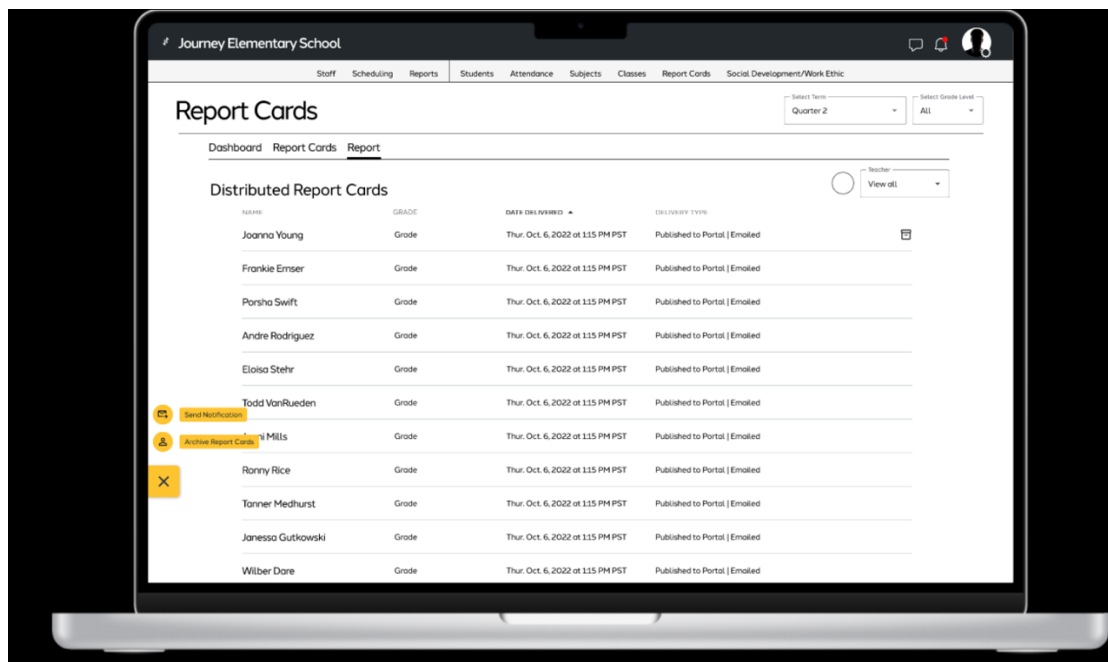 Journey Elementary School
Staff Scheduling Reports Students Attendance Subjects Classes Report Cards Social Development/Work Ethic
Report Cards
Select Term
Quarter 2
Select Grade Level
All
Dashboard Report Cards Report
Distributed Report Cards
Teacher
View all
NAME GRADE DATE DELIVERED DELIVERY TYPE
Joanna Young Grade Thur. Oct. 6, 2022 at 1:15 PM PST Published to Portal | Emailed
Frankie Ernser Grade Thur. Oct. 6, 2022 at 1:15 PM PST Published to Portal | Emailed
Porsha Swift Grade Thur. Oct. 6, 2022 at 1:15 PM PST Published to Portal | Emailed
Andre Rodriguez Grade Thur. Oct. 6, 2022 at 1:15 PM PST Published to Portal | Emailed
Eloisa Stehr Grade Thur. Oct. 6, 2022 at 1:15 PM PST Published to Portal | Emailed
Todd VanRueden Grade Thur. Oct. 6, 2022 at 1:15 PM PST Published to Portal | Emailed
Send Notification
Mills Grade Thur. Oct. 6, 2022 at 1:15 PM PST Published to Portal | Emailed
Archive Report Cards
Ronny Rice Grade Thur. Oct. 6, 2022 at 1:15 PM PST Published to Portal | Emailed
Tanner Medhurst Grade Thur. Oct. 6, 2022 at 1:15 PM PST Published to Portal | Emailed
Janessa Gutkowski Grade Thur. Oct. 6, 2022 at 1:15 PM PST Published to Portal | Emailed
Wilber Dare Grade Thur. Oct. 6, 2022 at 1:15 PM PST Published to Portal | Emailed